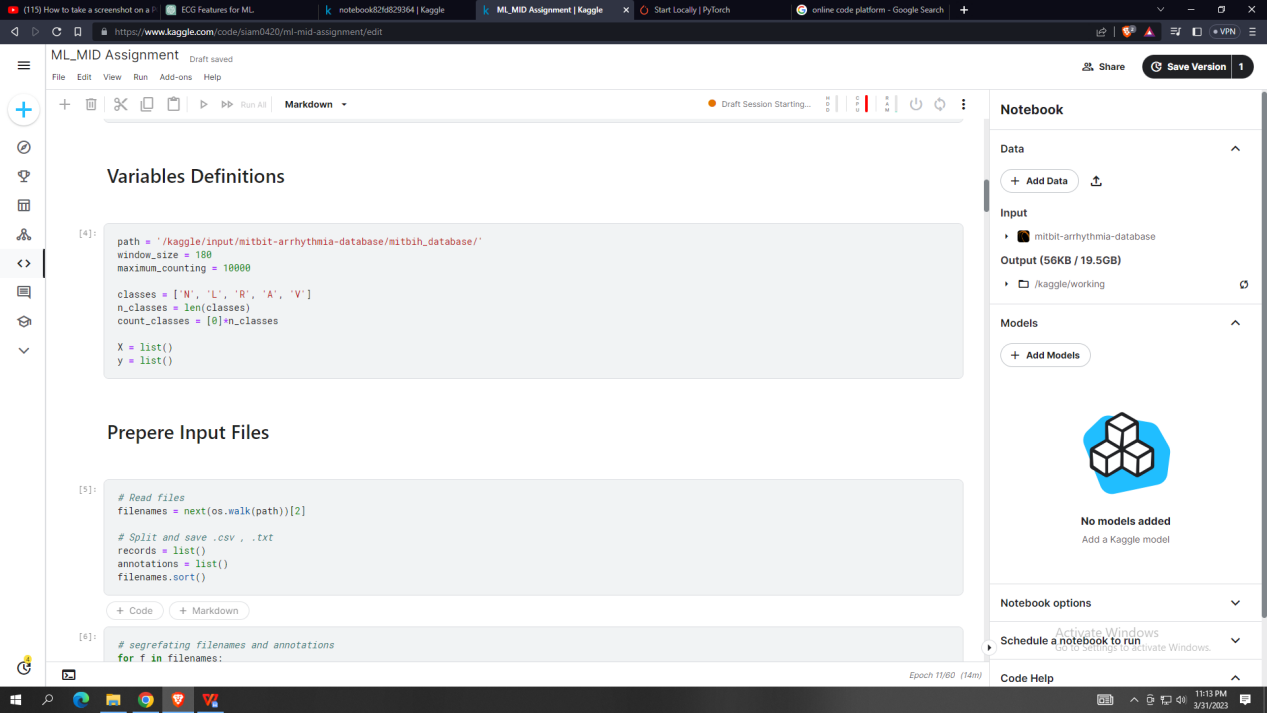 (115) How to take a screenshot on a P
ECG Features for ML.
notebook82fd829364 | Kaggle
ML_MID Assignment | Kaggle
Start Locally | PyTorch
online code platform - Google Search
https://www.kaggle.com/code/siam0420/ml-mid-assignment/edit
VPN
ML_MID Assignment
Draft saved
File Edit View Run Add-ons Help
Share
Save Version
1
Run All
Markdown
Draft Session Starting...
HDD
CPU
RAM
Variables Definitions
[4]:
path = '/kaggle/input/mitbit-arrhythmia-database/mitbih_database/'
window_size = 180
maximum_counting = 10000
classes = ['N', 'L', 'R', 'A', 'V']
n_classes = len(classes)
count_classes = [0]*n_classes
X = list()
y = list()
Prepere Input Files
[5]:
# Read files
filenames = next(os.walk(path))[2]
# Split and save .csv , .txt
records = list()
annotations = list()
filenames.sort()
+ Code
+ Markdown
[6]:
# segrefating filenames and annotations
for f in filenames:
Epoch 11/60 (14m)
Notebook
Data
+ Add Data
Input
mitbit-arrhythmia-database
Output (56KB / 19.5GB)
/kaggle/working
Models
+ Add Models
No models added
Add a Kaggle model
Notebook options
Activate Windows
Schedule a notebook to run
Go to Settings to activate Windows.
Code Help
11:13 PM
3/31/2023